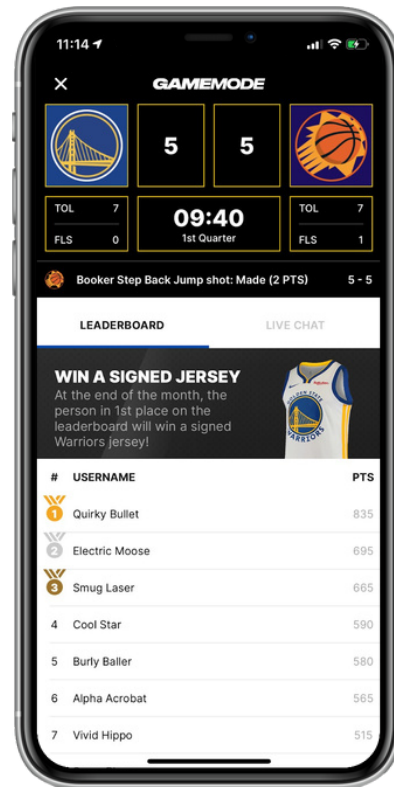 11:14
GAMEMODE
5 5
TOL 7
FLS 0
09:40
1st Quarter
TOL 7
FLS 1
Booker Step Back Jump shot: Made (2 PTS) 5 - 5
LEADERBOARD LIVE CHAT
WIN A SIGNED JERSEY
At the end of the month, the
person in 1st place on the
leaderboard will win a signed
Warriors jersey!
GOLDEN STATE
WARRIORS
# USERNAME PTS
1 Quirky Bullet 835
2 Electric Moose 695
3 Smug Laser 665
4 Cool Star 590
5 Burly Baller 580
6 Alpha Acrobat 565
7 Vivid Hippo 515